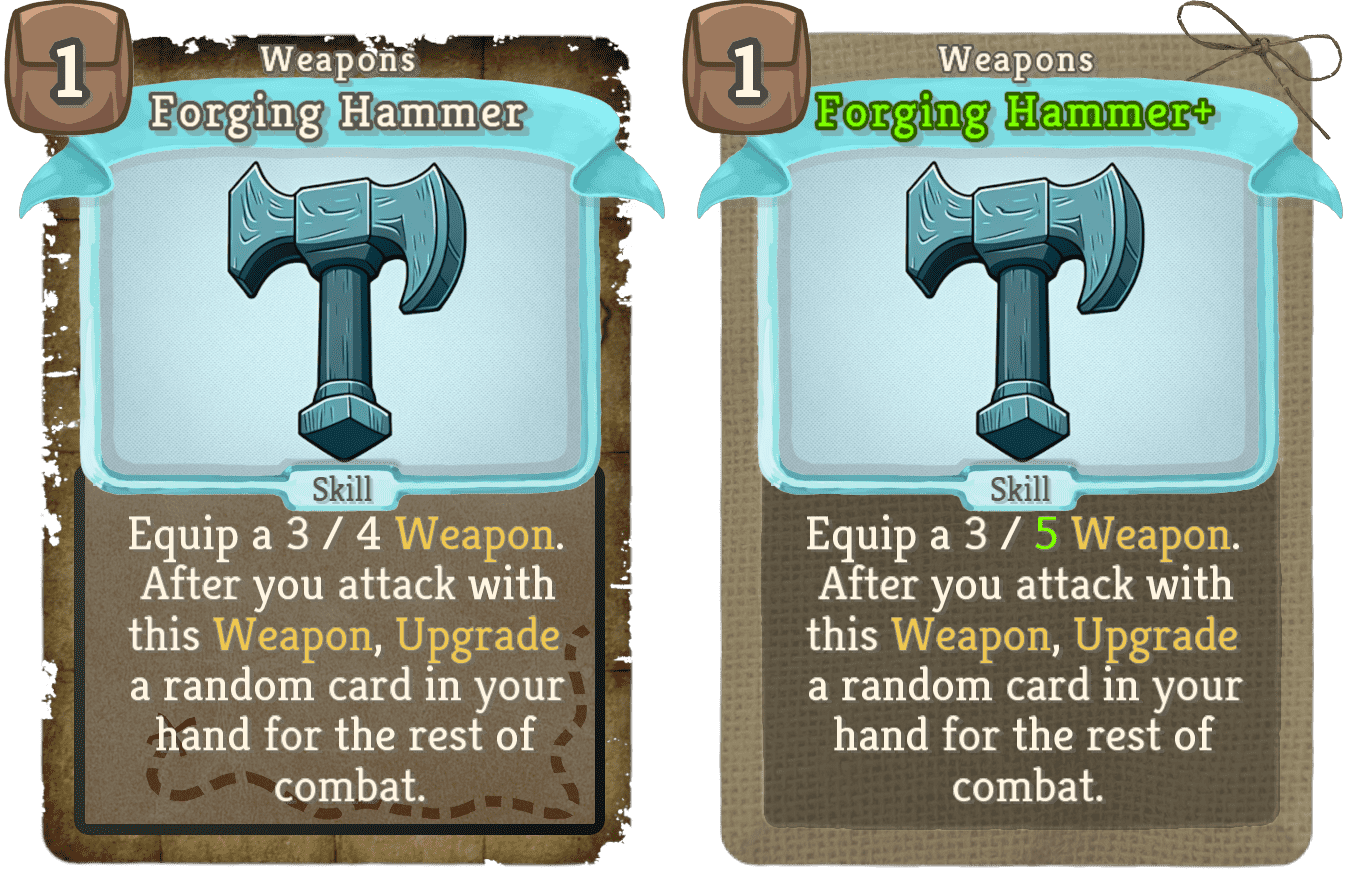 1
Weapons
Forging Hammer
Skill
Equip a 3 / 4 Weapon.
After you attack with
this Weapon, Upgrade
a random card in your
hand for the rest of
combat.
1
Weapons
Forging Hammer+
Skill
Equip a 3 / 5 Weapon.
After you attack with
this Weapon, Upgrade
a random card in your
hand for the rest of
combat.